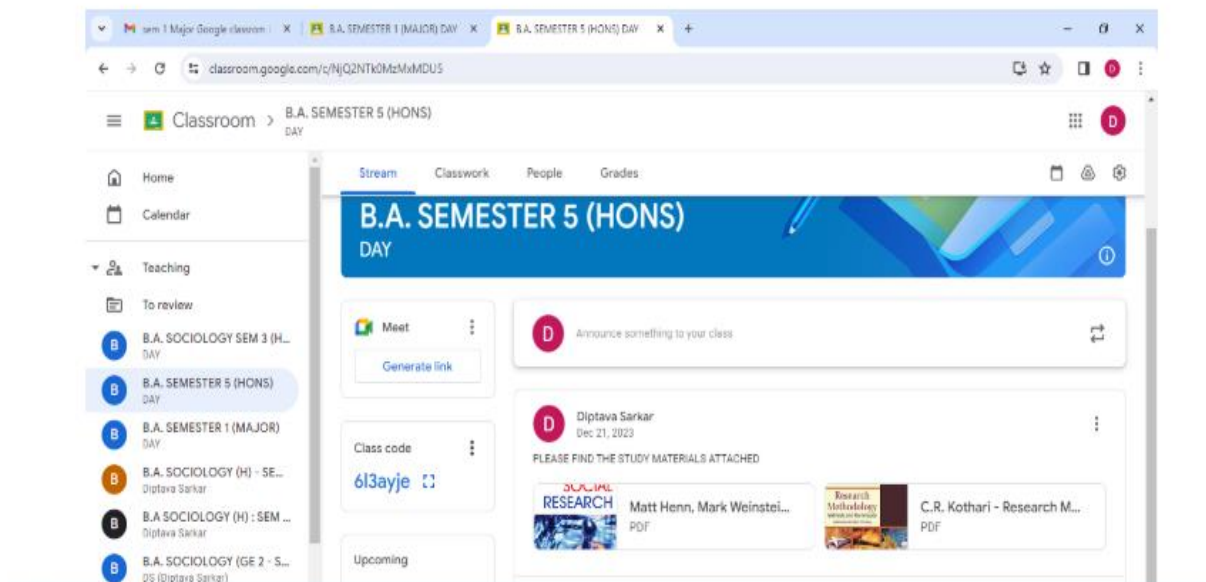 sem 1 Major Google classroom
B.A. SEMESTER 1 (MAJOR) DAY
B.A. SEMESTER 5 (HONS) DAY
classroom.google.com/c/NjQ2NTk0MzMxMDU5
Classroom > B.A. SEMESTER 5 (HONS)
DAY
D
Home
Calendar
Teaching
To review
B
B.A. SOCIOLOGY SEM 3 (H...
DAY
B
B.A. SEMESTER 5 (HONS)
DAY
B
B.A. SEMESTER 1 (MAJOR)
DAY
B
B.A. SOCIOLOGY (H) - SE...
Diptava Sarkar
B
B.A SOCIOLOGY (H) : SEM ...
Diptava Sarkar
B
B.A. SOCIOLOGY (GE 2 - S...
DS (Diptava Sarkar)
Stream Classwork People Grades
B.A. SEMESTER 5 (HONS)
DAY
Meet
Generate link
Class code
6l3ayje
Upcoming
D
Announce something to your class
D
Diptava Sarkar
Dec 21, 2023
PLEASE FIND THE STUDY MATERIALS ATTACHED
SOCIAL
RESEARCH
Matt Henn, Mark Weinstei...
PDF
Research
Methodology
C.R. Kothari - Research M...
PDF